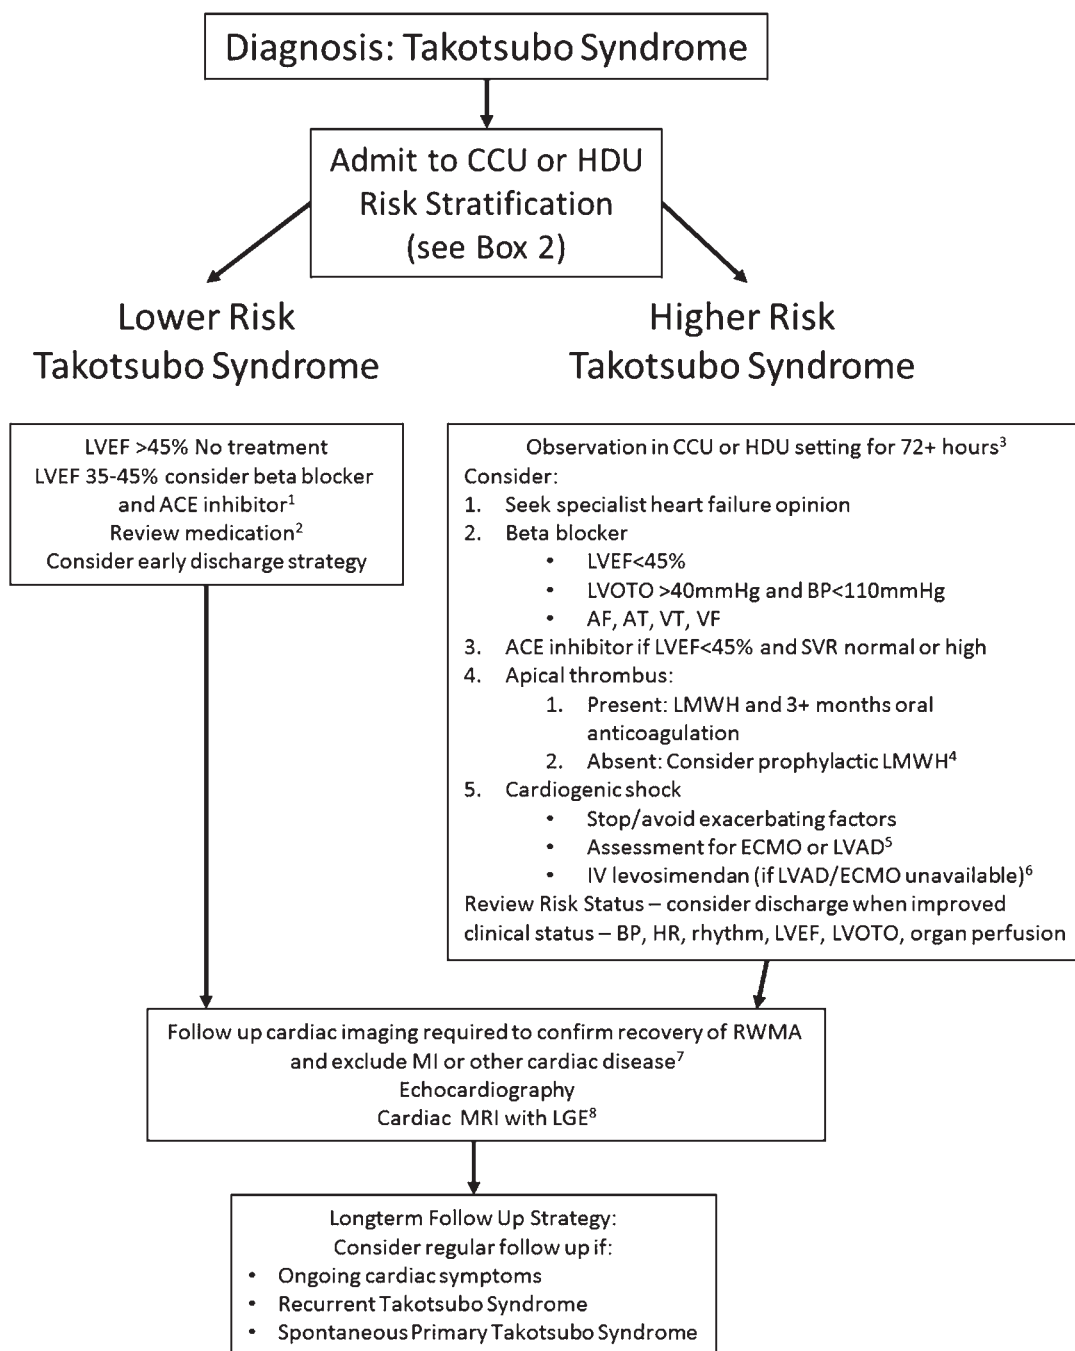 Diagnosis: Takotsubo Syndrome
Admit to CCU or HDU
Risk Stratification
(see Box 2)
Lower Risk
Takotsubo Syndrome
Higher Risk
Takotsubo Syndrome
LVEF >45% No treatment
LVEF 35-45% consider beta blocker
and ACE inhibitor¹
Review medication²
Consider early discharge strategy
Observation in CCU or HDU setting for 72+ hours³
Consider:
1. Seek specialist heart failure opinion
2. Beta blocker
• LVEF<45%
• LVOTO >40mmHg and BP<110mmHg
• AF, AT, VT, VF
3. ACE inhibitor if LVEF<45% and SVR normal or high
4. Apical thrombus:
1. Present: LMWH and 3+ months oral
anticoagulation
2. Absent: Consider prophylactic LMWH⁴
5. Cardiogenic shock
• Stop/avoid exacerbating factors
• Assessment for ECMO or LVAD⁵
• IV levosimendan (if LVAD/ECMO unavailable)⁶
Review Risk Status – consider discharge when improved
clinical status – BP, HR, rhythm, LVEF, LVOTO, organ perfusion
Follow up cardiac imaging required to confirm recovery of RWMA
and exclude MI or other cardiac disease⁷
Echocardiography
Cardiac MRI with LGE⁸
Longterm Follow Up Strategy:
Consider regular follow up if:
• Ongoing cardiac symptoms
• Recurrent Takotsubo Syndrome
• Spontaneous Primary Takotsubo Syndrome